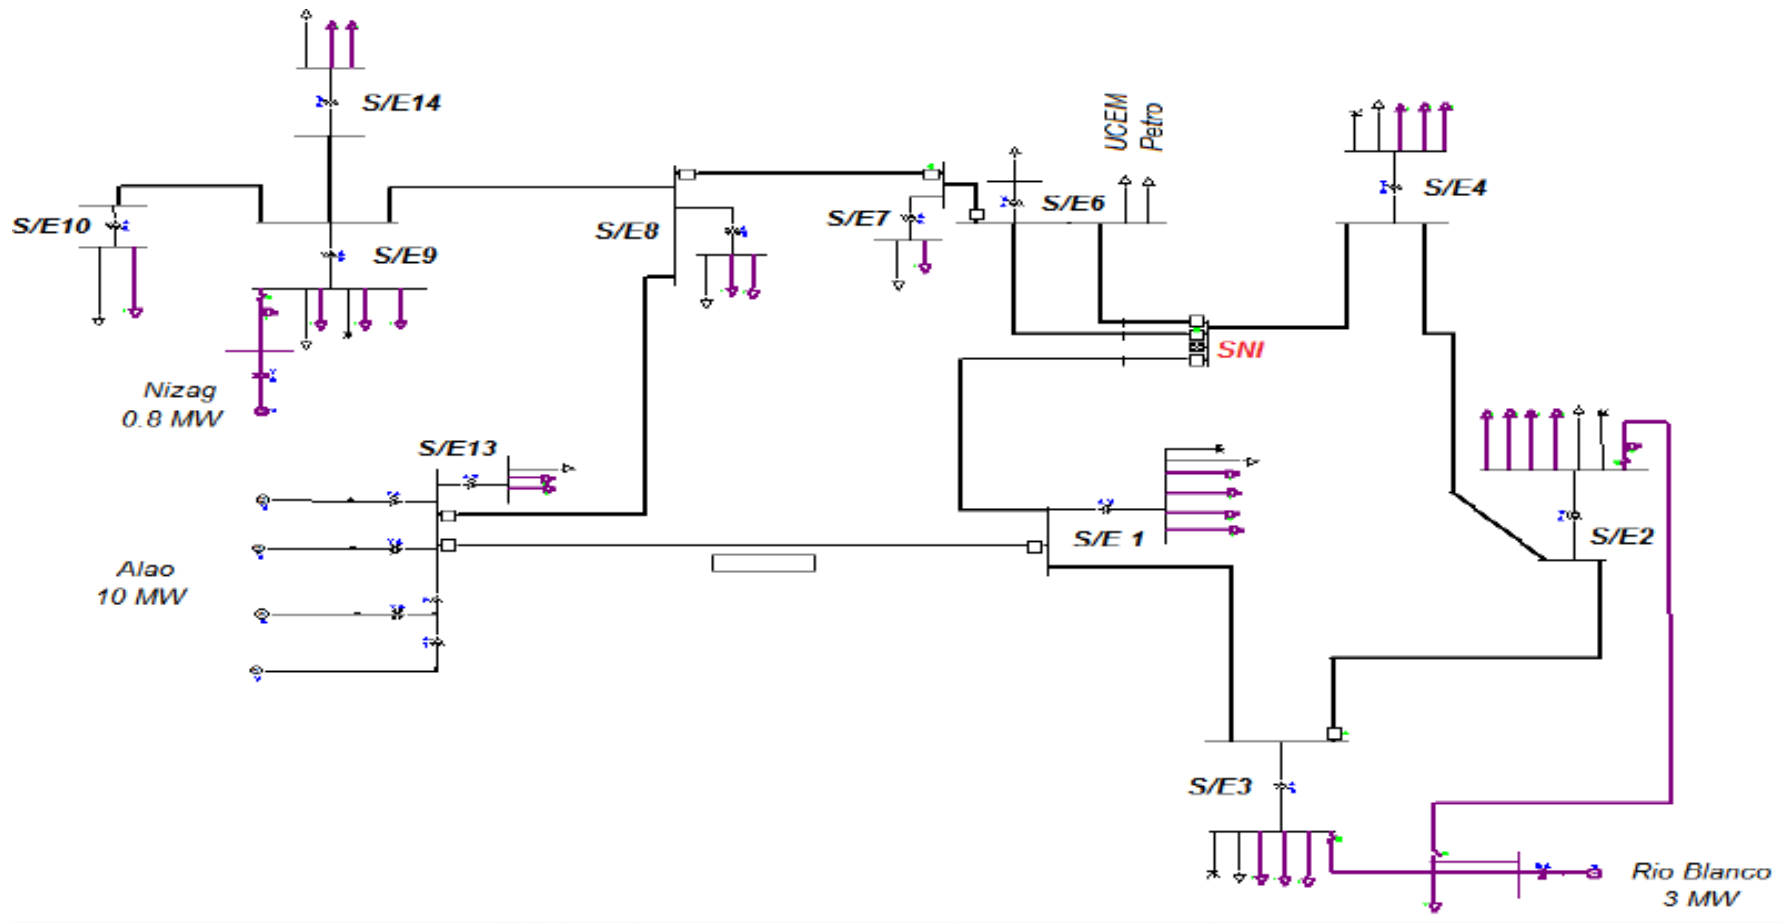 S/E14
UCEM
Petro
S/E4
S/E10
S/E9
S/E8
S/E7
S/E6
SNI
Nizag
0.8 MW
S/E13
S/E 1
S/E2
Alao
10 MW
S/E3
Rio Blanco
3 MW